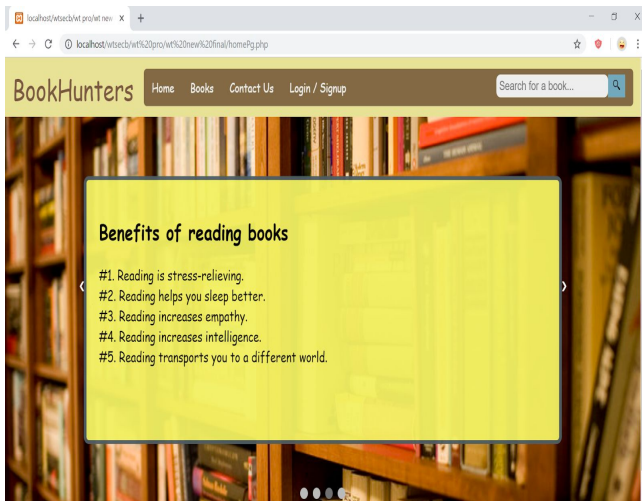 localhost/wtsecb/wt pro/wt new
localhost/wtsecb/wt%20pro/wt%20new%20final/homePg.php
BookHunters
Home Books Contact Us Login / Signup
Search for a book...
Benefits of reading books
#1. Reading is stress-relieving.
#2. Reading helps you sleep better.
#3. Reading increases empathy.
#4. Reading increases intelligence.
#5. Reading transports you to a different world.